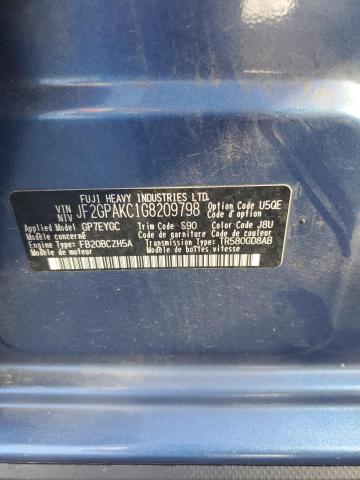 FUJI HEAVY INDUSTRIES LTD.
VIN NIV JF2GPAKC1G8209798 Option Code U5QE
Applied Model GP7EYGC Trim Code S90 Color Code J8U
Modèle concerné Code de garniture Code de couleur
Engine Type FB20BCZH5A Transmission Type TR580GD8AB
Modèle de moteur Modèle de boîtes vitesse